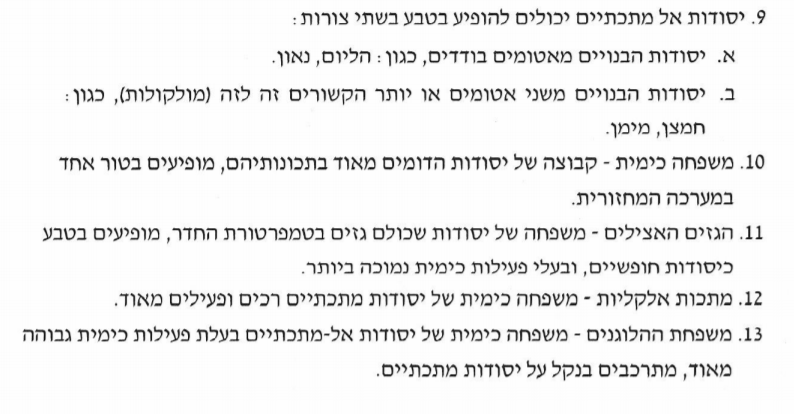 9. יסודות אל מתכתיים יכולים להופיע בטבע בשתי צורות:
א. יסודות הבנויים מאטומים בודדים, כגון: הליום, נאון.
ב. יסודות הבנויים משני אטומים או יותר הקשורים זה לזה (מולקולות), כגון:
חמצן, מימן.
10. משפחה כימית - קבוצה של יסודות הדומים מאוד בתכונותיהם, מופיעים בטור אחד
במערכה המחזורית.
11. הגזים האצילים - משפחה של יסודות שכולם גזים בטמפרטורת החדר, מופיעים בטבע
כיסודות חופשיים, ובעלי פעילות כימית נמוכה ביותר.
12. מתכות אלקליות - משפחה כימית של יסודות מתכתיים רכים ופעילים מאוד.
13. משפחת ההלוגנים - משפחה כימית של יסודות אל-מתכתיים בעלת פעילות כימית גבוהה
מאוד, מתרכבים בנקל על יסודות מתכתיים.